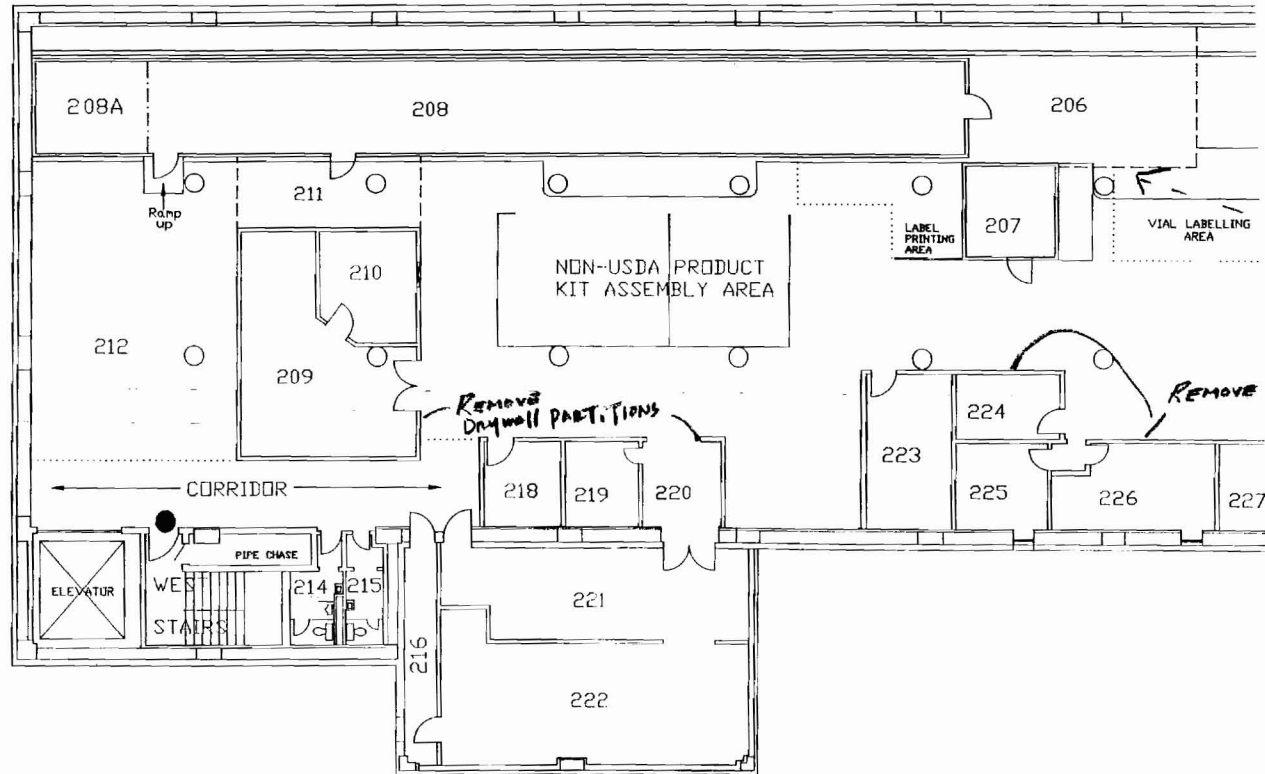 208A
208
206
Ramp
up
211
207
LABEL
PRINTING
AREA
VIAL LABELLING
AREA
210
NON-USDA PRODUCT
KIT ASSEMBLY AREA
212
209
REMOVE
Drywall PARTITIONS
224
REMOVE
223
218
219
220
225
226
227
CORRIDOR
PIPE CHASE
ELEVATOR
WEST
STAIRS
214
215
216
221
222